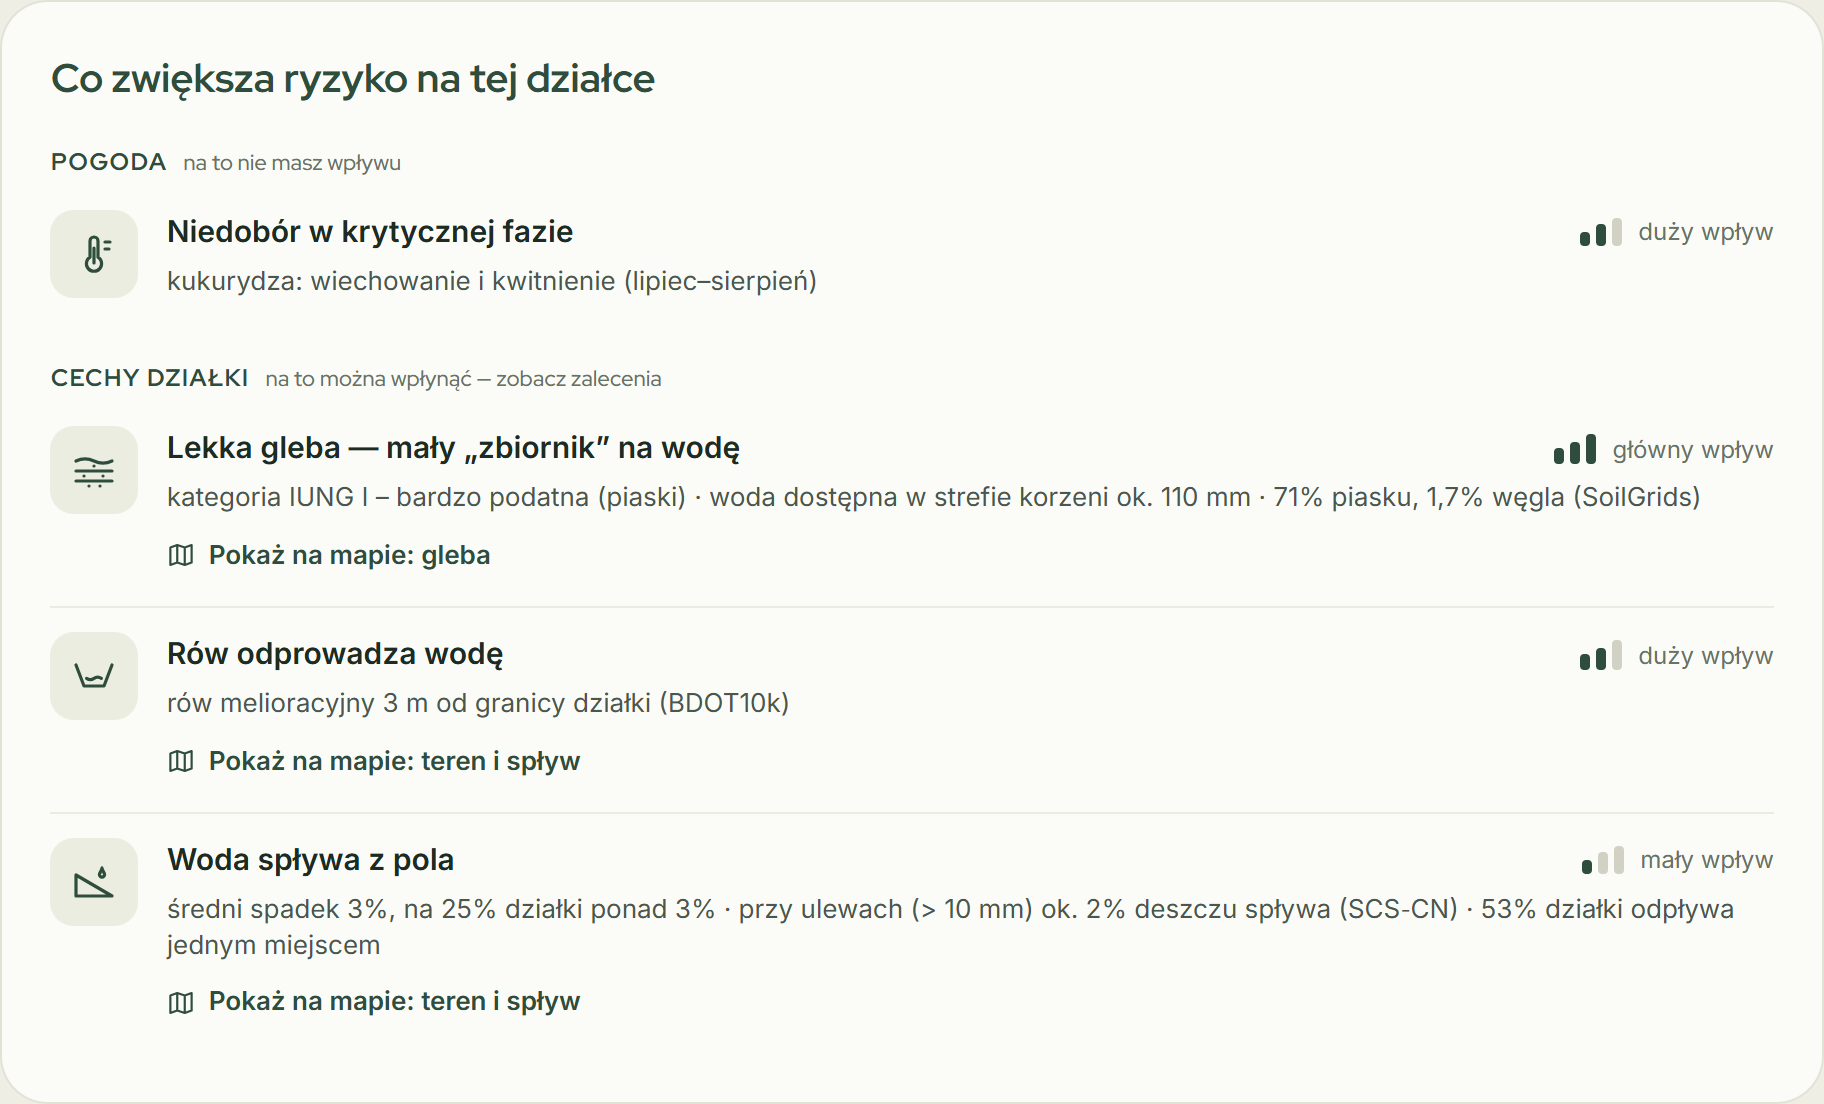 Co zwiększa ryzyko na tej działce
POGODA na to nie masz wpływu
Niedobór w krytycznej fazie
duży wpływ
kukurydza: wiechowanie i kwitnienie (lipiec–sierpień)
CECHY DZIAŁKI na to można wpłynąć – zobacz zalecenia
Lekka gleba — mały „zbiornik” na wodę
główny wpływ
kategoria IUNG I – bardzo podatna (piaski) · woda dostępna w strefie korzeni ok. 110 mm · 71% piasku, 1,7% węgla (SoilGrids)
Pokaż na mapie: gleba
Rów odprowadza wodę
duży wpływ
rów melioracyjny 3 m od granicy działki (BDOT10k)
Pokaż na mapie: teren i spływ
Woda spływa z pola
mały wpływ
średni spadek 3%, na 25% działki ponad 3% · przy ulewach (> 10 mm) ok. 2% deszczu spływa (SCS-CN) · 53% działki odpływa
jednym miejscem
Pokaż na mapie: teren i spływ